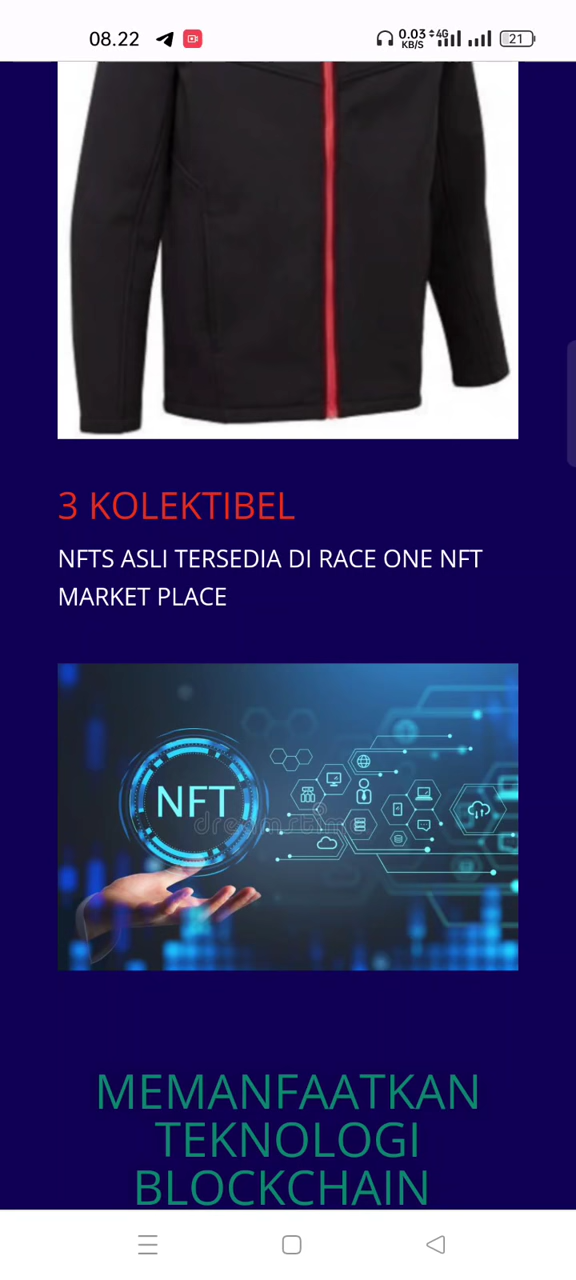 08.22
0.03 KB/S
4G
21
3 KOLEKTIBEL
NFTS ASLI TERSEDIA DI RACE ONE NFT
MARKET PLACE
NFT
dreamstime
MEMANFAATKAN
TEKNOLOGI
BLOCKCHAIN